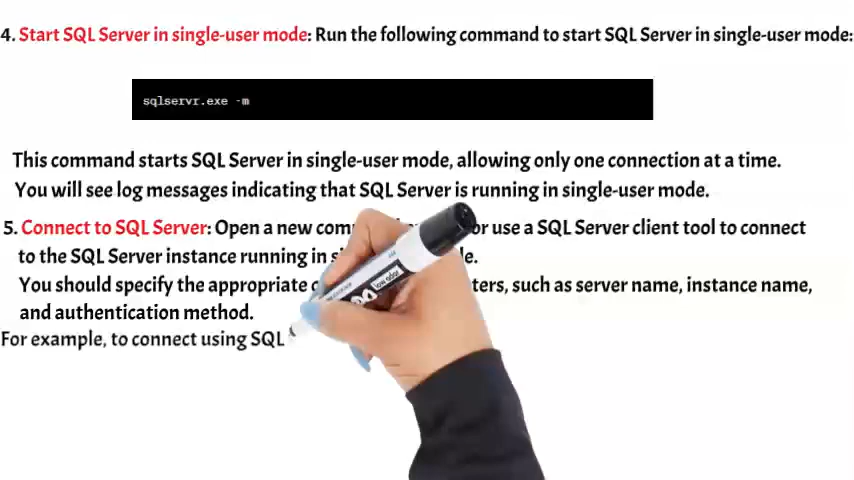 4. Start SQL Server in single-user mode: Run the following command to start SQL Server in single-user mode:
sqlservr.exe -m
This command starts SQL Server in single-user mode, allowing only one connection at a time.
You will see log messages indicating that SQL Server is running in single-user mode.
5. Connect to SQL Server: Open a new com or use a SQL Server client tool to connect
to the SQL Server instance running in si e.
You should specify the appropriate c ters, such as server name, instance name,
and authentication method.
For example, to connect using SQL
low odor